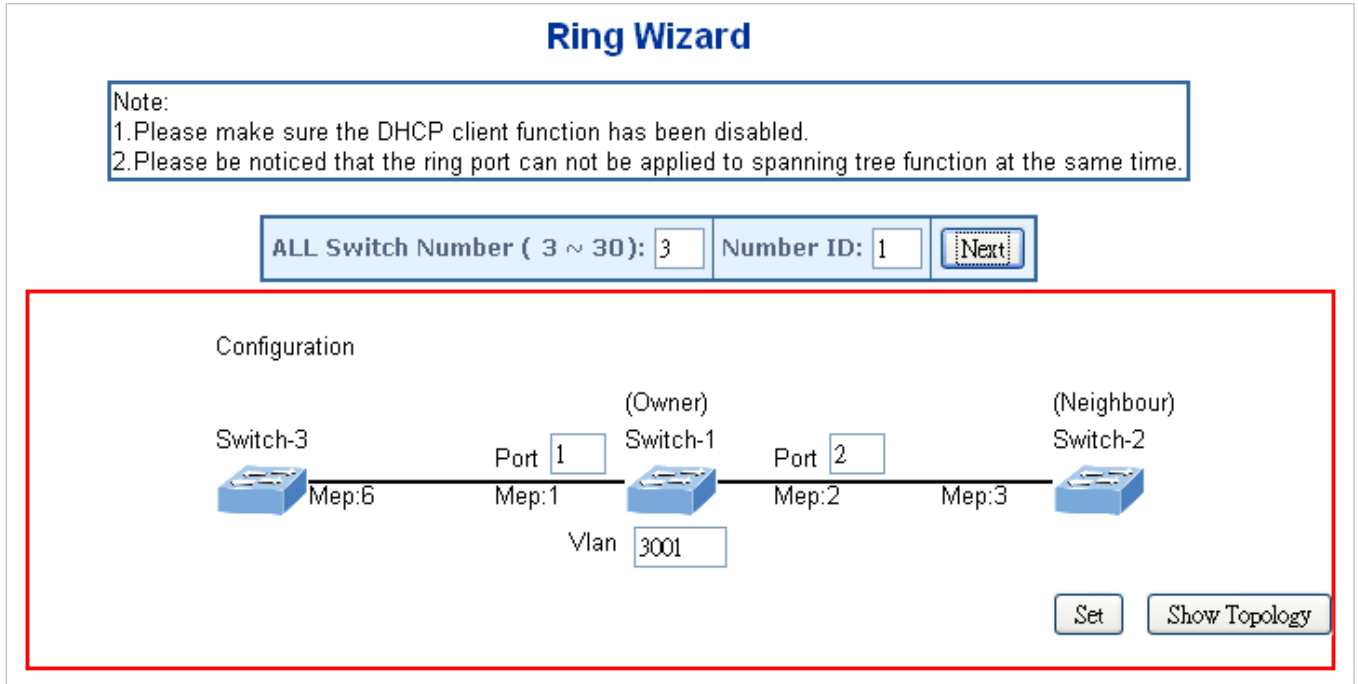 Ring Wizard
Note:
1.Please make sure the DHCP client function has been disabled.
2.Please be noticed that the ring port can not be applied to spanning tree function at the same time.
ALL Switch Number ( 3 ~ 30): 3 Number ID: 1 Next
Configuration
(Owner) (Neighbour)
Switch-3 Port 1 Switch-1 Port 2 Switch-2
Mep:6 Mep:1 Mep:2 Mep:3
Vlan 3001
Set Show Topology